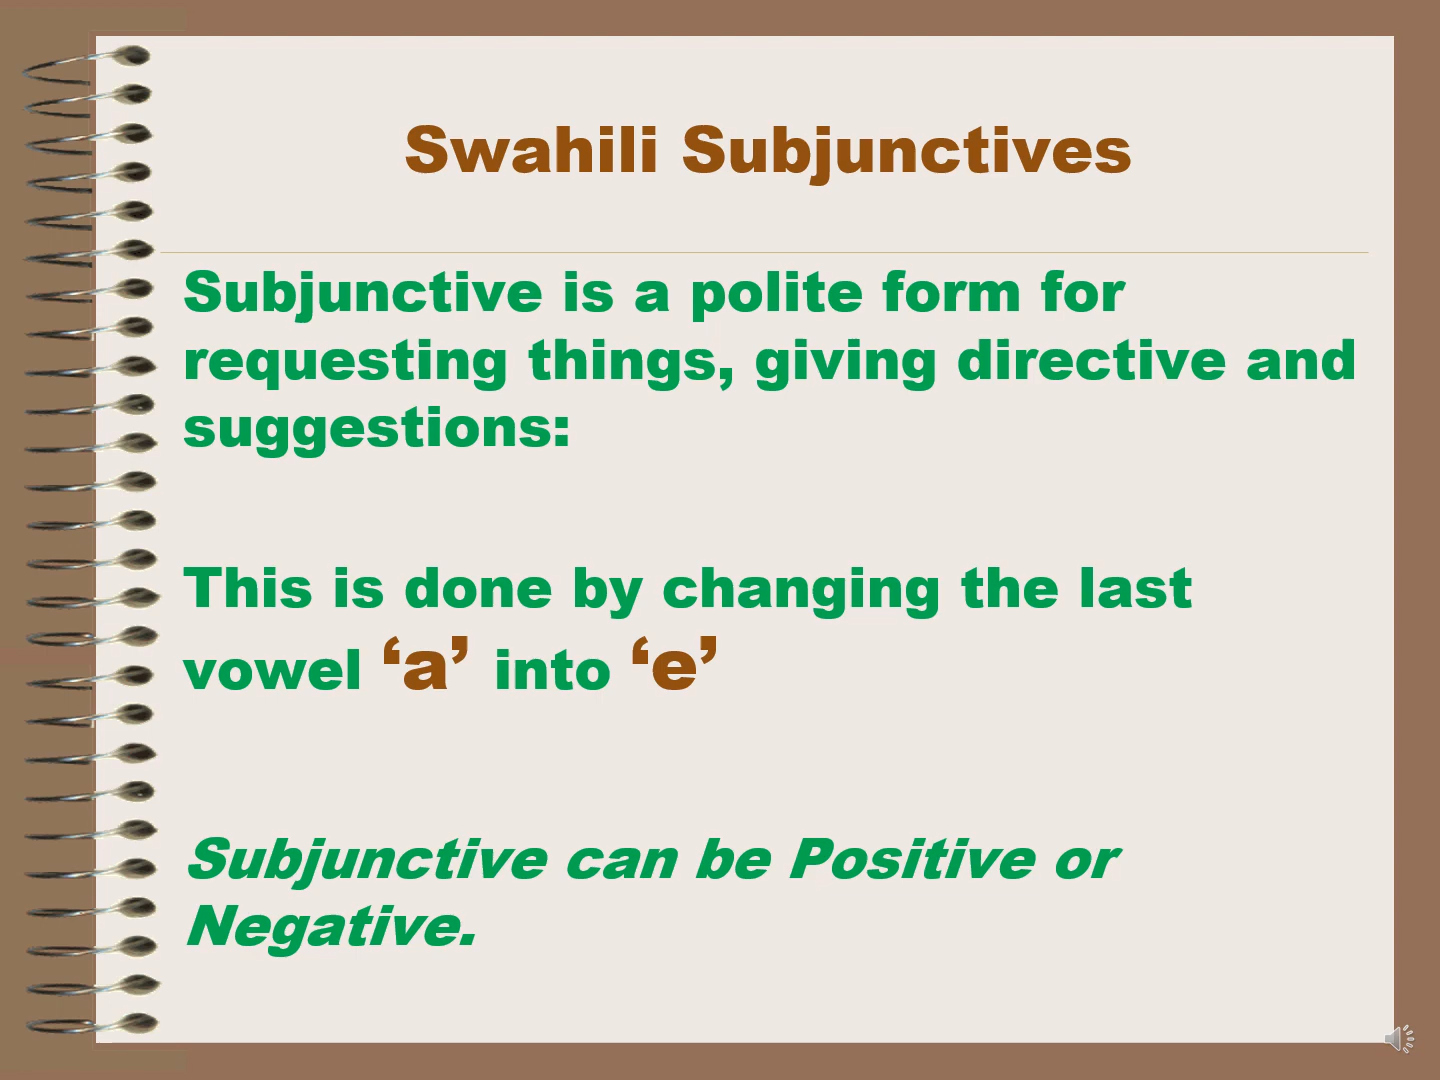 Swahili Subjunctives
Subjunctive is a polite form for
requesting things, giving directive and
suggestions:
This is done by changing the last
vowel ‘a’ into ‘e’
Subjunctive can be Positive or
Negative.